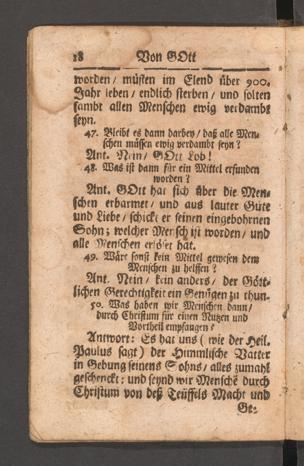 18 Von GOtt
worden / müsten im Elend über 900.
Jahr leben / endlich sterben / und solten
sambt allen Menschen ewig verdambt
seyn.
47. Bleibt es dann darbey / daß alle Men-
schen müssen ewig verdambt seyn?
Ant. Nein / GOtt Lob!
48. Was ist dann für ein Mittel erfunden
worden?
Ant. GOtt hat sich über die Men-
schen erbarmet / und aus lauter Güte
und Liebe / schickt er seinen eingebohrnen
Sohn; welcher Mensch ist worden / und
alle Menschen erlöset hat.
49. Wäre sonst kein Mittel gewesen dem
Menschen zu helffen?
Ant. Nein / kein anders / der Gött-
lichen Gerechtigkeit ein Genügen zu thun.
50. Was haben wir Menschen dann /
durch Christum für einen Nutzen und
Vortheil empfangen?
Antwort: Es hat uns ( wie der Heil.
Paulus sagt ) der Himmlische Vatter
in Gebung seinens Sohns / alles zumahl
geschenckt: und seynd wir Menschē durch
Christum von deß Teüffels Macht und
Ge-